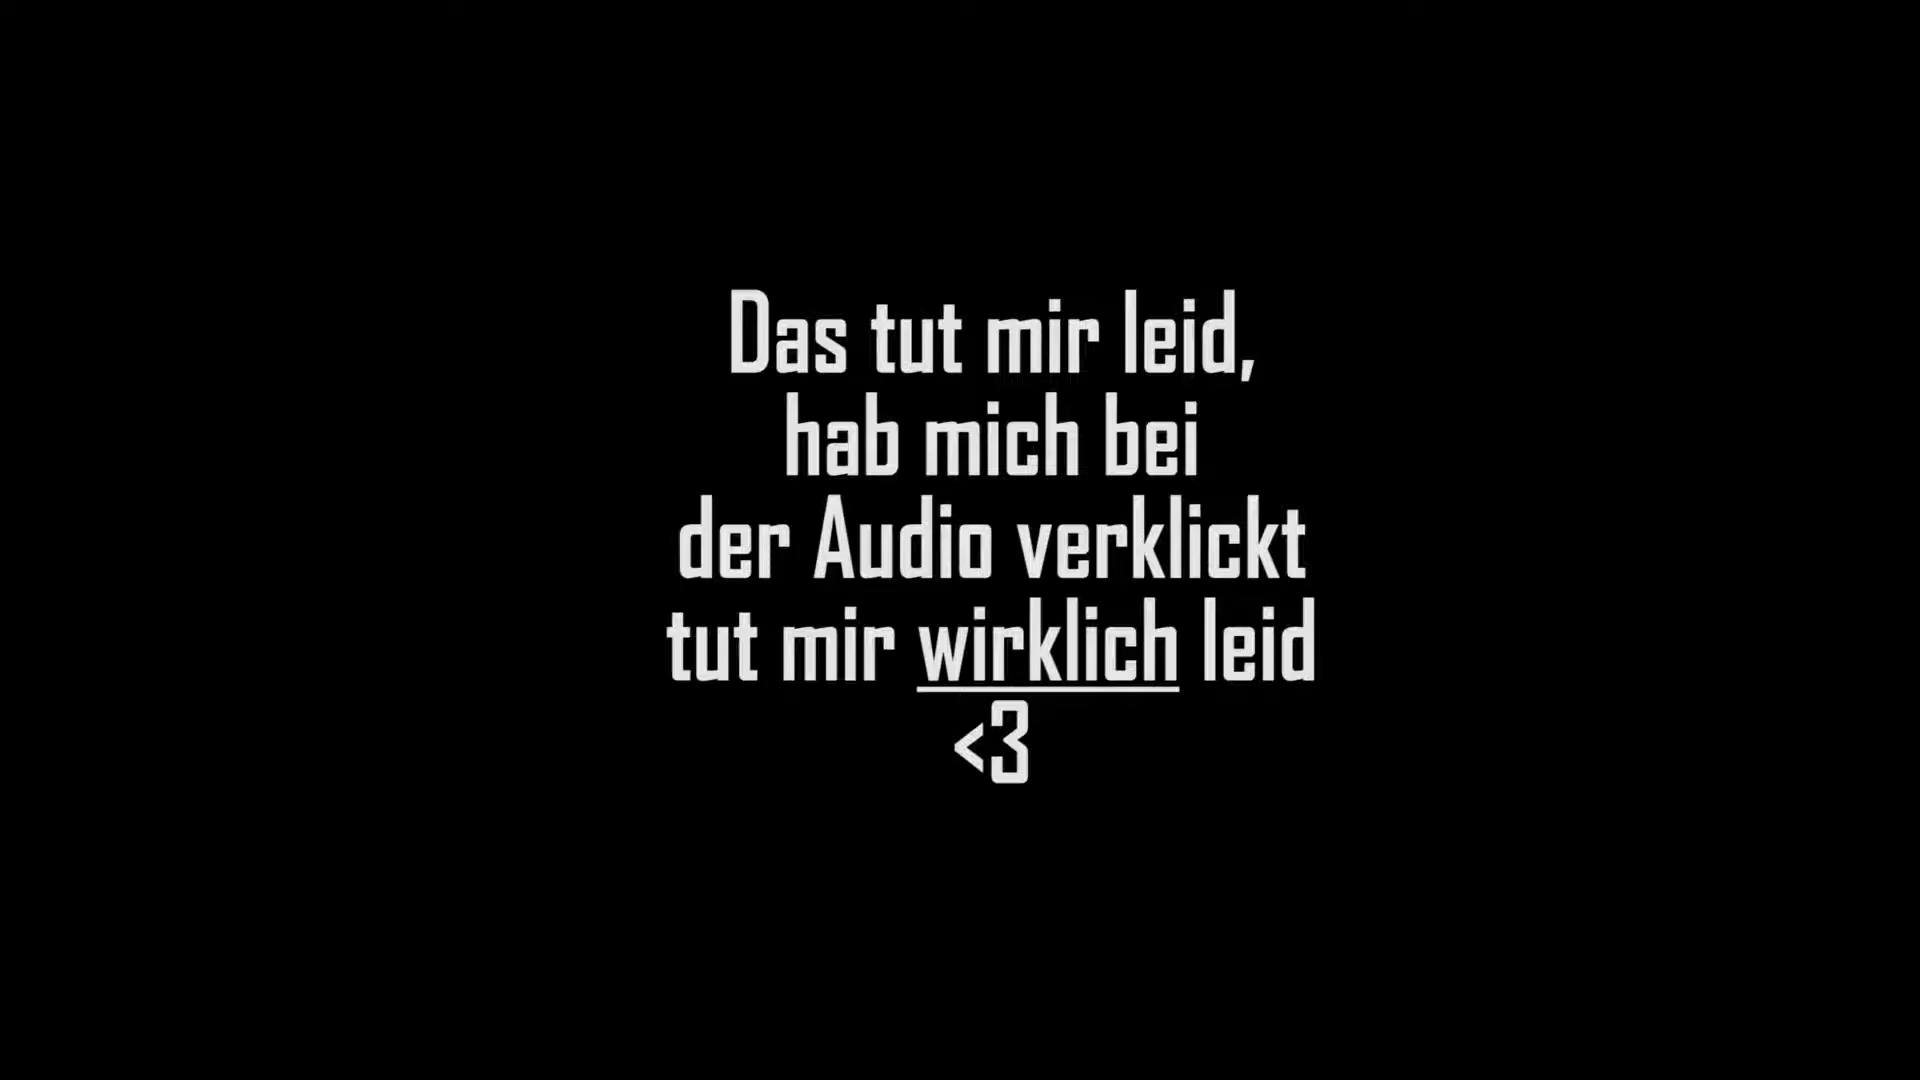 Das tut mir leid,
hab mich bei
der Audio verklickt
tut mir wirklich leid
<3